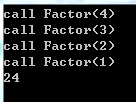 call Factor(4)
call Factor(3)
call Factor(2)
call Factor(1)
24